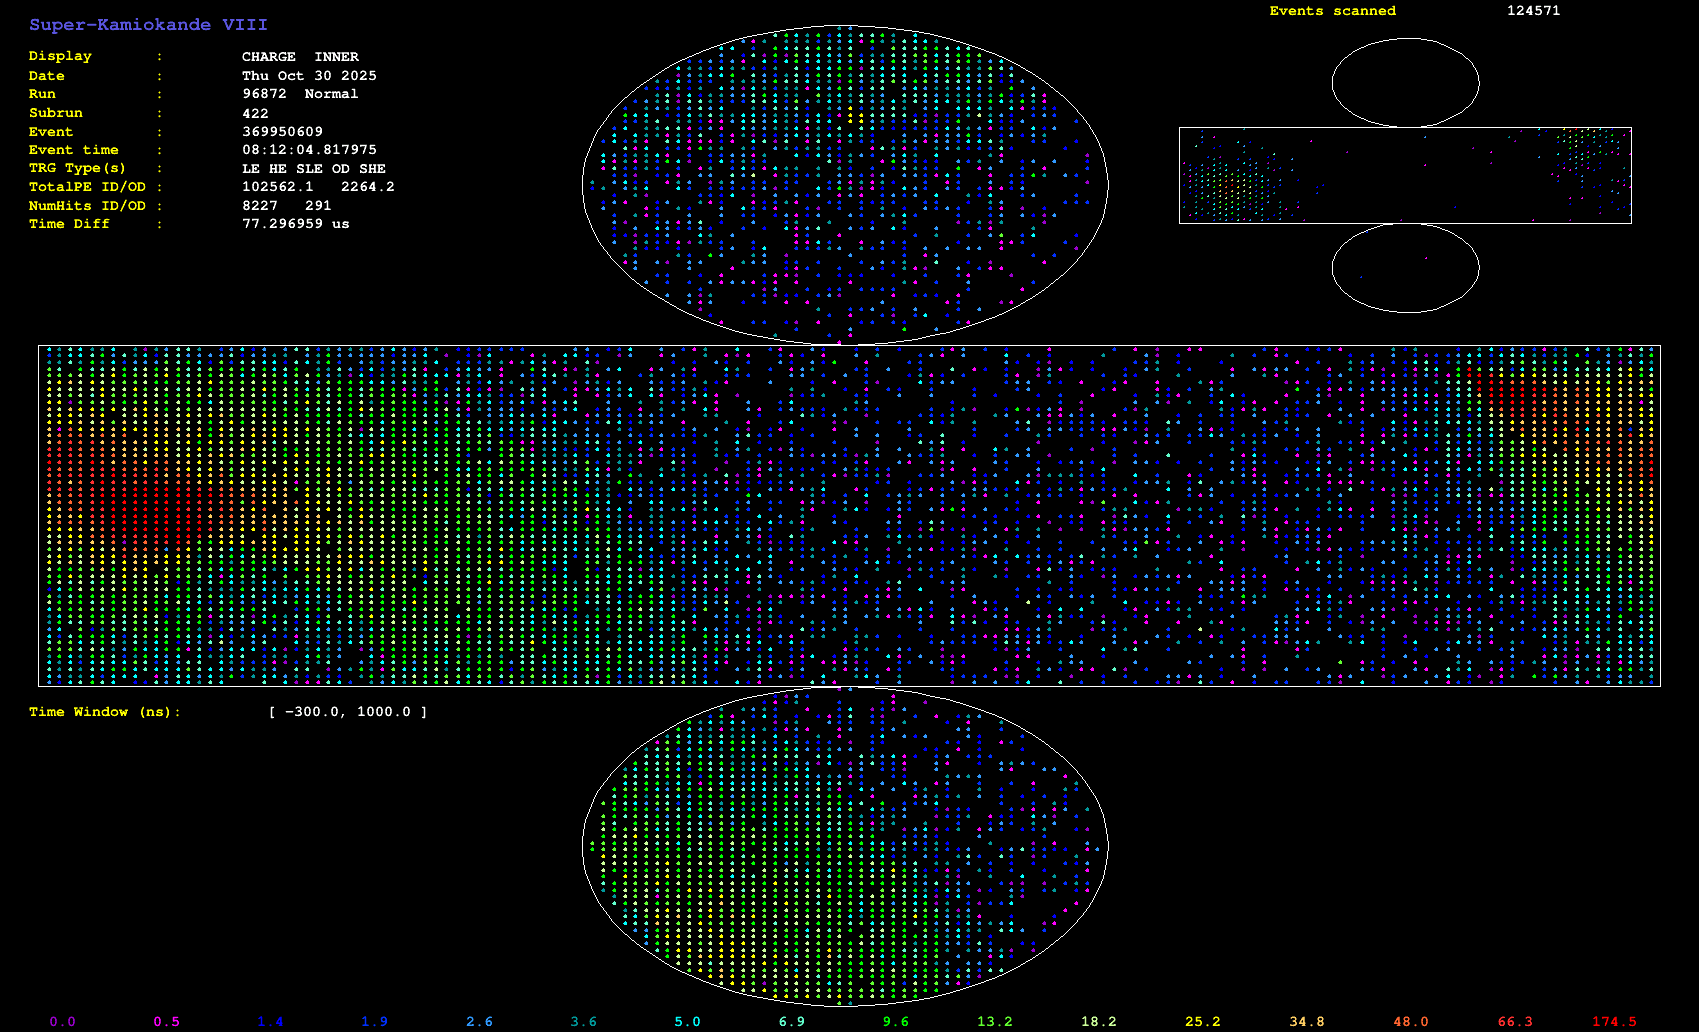 Super-Kamiokande VIII
Display : CHARGE INNER
Date : Thu Oct 30 2025
Run : 96872 Normal
Subrun : 422
Event : 369950609
Event time : 08:12:04.817975
TRG Type(s) : LE HE SLE OD SHE
TotalPE ID/OD : 102562.1 2264.2
NumHits ID/OD : 8227 291
Time Diff : 77.296959 us
Events scanned 124571
Time Window (ns): [ -300.0, 1000.0 ]
0.0 0.5 1.4 1.9 2.6 3.6 5.0 6.9 9.6 13.2 18.2 25.2 34.8 48.0 66.3 174.5